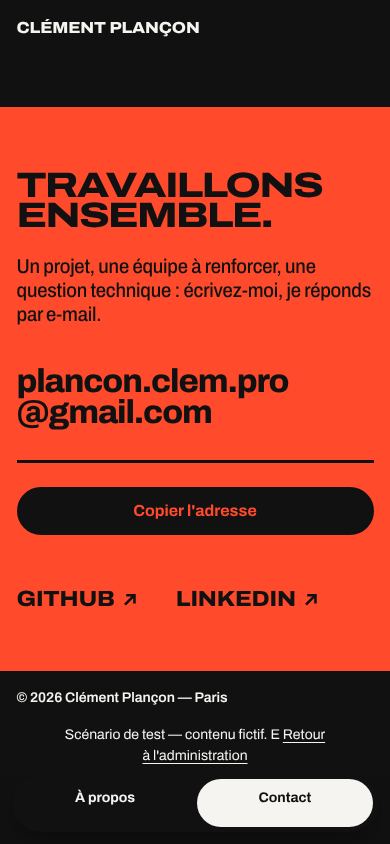 CLÉMENT PLANÇON
TRAVAILLONS
ENSEMBLE.
Un projet, une équipe à renforcer, une
question technique : écrivez-moi, je réponds
par e-mail.
plancon.clem.pro
@gmail.com
Copier l'adresse
GITHUB ↗ LINKEDIN ↗
© 2026 Clément Plançon — Paris
Scénario de test — contenu fictif. E Retour
à l'administration
À propos Contact